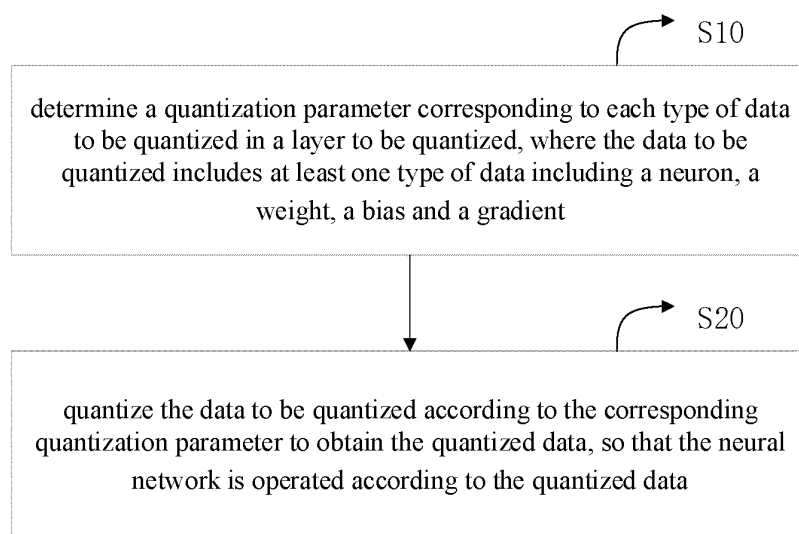 S10
determine a quantization parameter corresponding to each type of data
to be quantized in a layer to be quantized, where the data to be
quantized includes at least one type of data including a neuron, a
weight, a bias and a gradient
S20
quantize the data to be quantized according to the corresponding
quantization parameter to obtain the quantized data, so that the neural
network is operated according to the quantized data